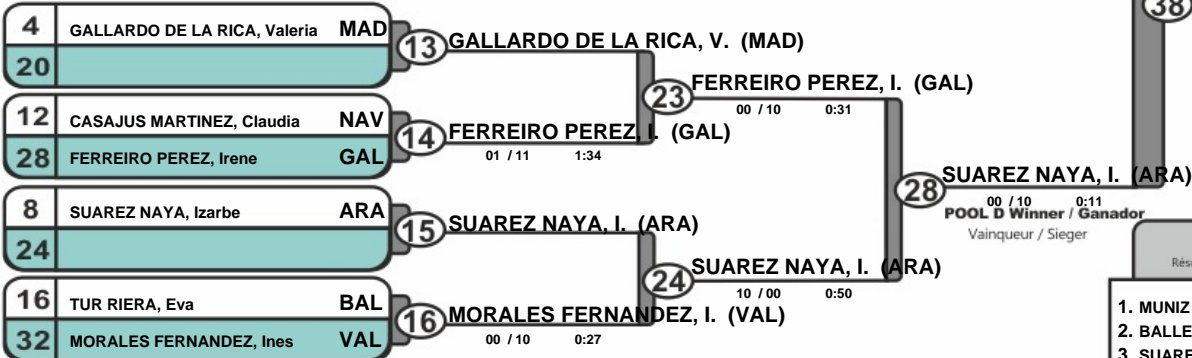 38
4 GALLARDO DE LA RICA, Valeria MAD
20
13 GALLARDO DE LA RICA, V. (MAD)
23 FERREIRO PEREZ, I. (GAL)
00 / 10 0:31
12 CASAJUS MARTINEZ, Claudia NAV
28 FERREIRO PEREZ, Irene GAL
14 FERREIRO PEREZ, I. (GAL)
01 / 11 1:34
28 SUAREZ NAYA, I. (ARA)
00 / 10 0:11
POOL D Winner / Ganador
Vainqueur / Sieger
8 SUAREZ NAYA, Izarbe ARA
24
15 SUAREZ NAYA, I. (ARA)
24 SUAREZ NAYA, I. (ARA)
10 / 00 0:50
16 TUR RIERA, Eva BAL
32 MORALES FERNANDEZ, Ines VAL
16 MORALES FERNANDEZ, I. (VAL)
00 / 10 0:27
Rés
1. MUNIZ
2. BALLE
3. SUARE